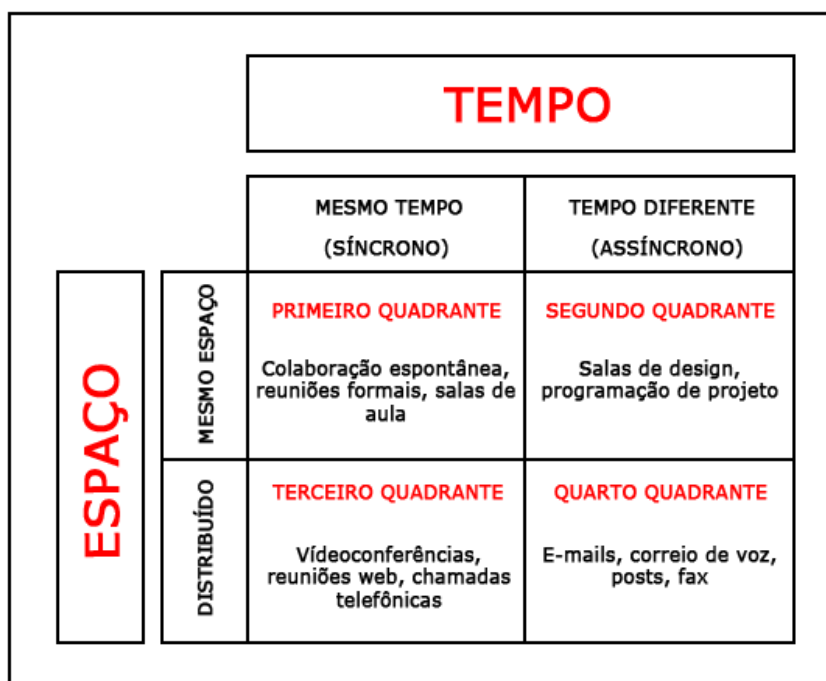 TEMPO
MESMO TEMPO
(SÍNCRONO)
TEMPO DIFERENTE
(ASSÍNCRONO)
ESPAÇO
MESMO ESPAÇO
PRIMEIRO QUADRANTE
Colaboração espontânea,
reuniões formais, salas de
aula
SEGUNDO QUADRANTE
Salas de design,
programação de projeto
DISTRIBUÍDO
TERCEIRO QUADRANTE
Vídeoconferências,
reuniões web, chamadas
telefônicas
QUARTO QUADRANTE
E-mails, correio de voz,
posts, fax